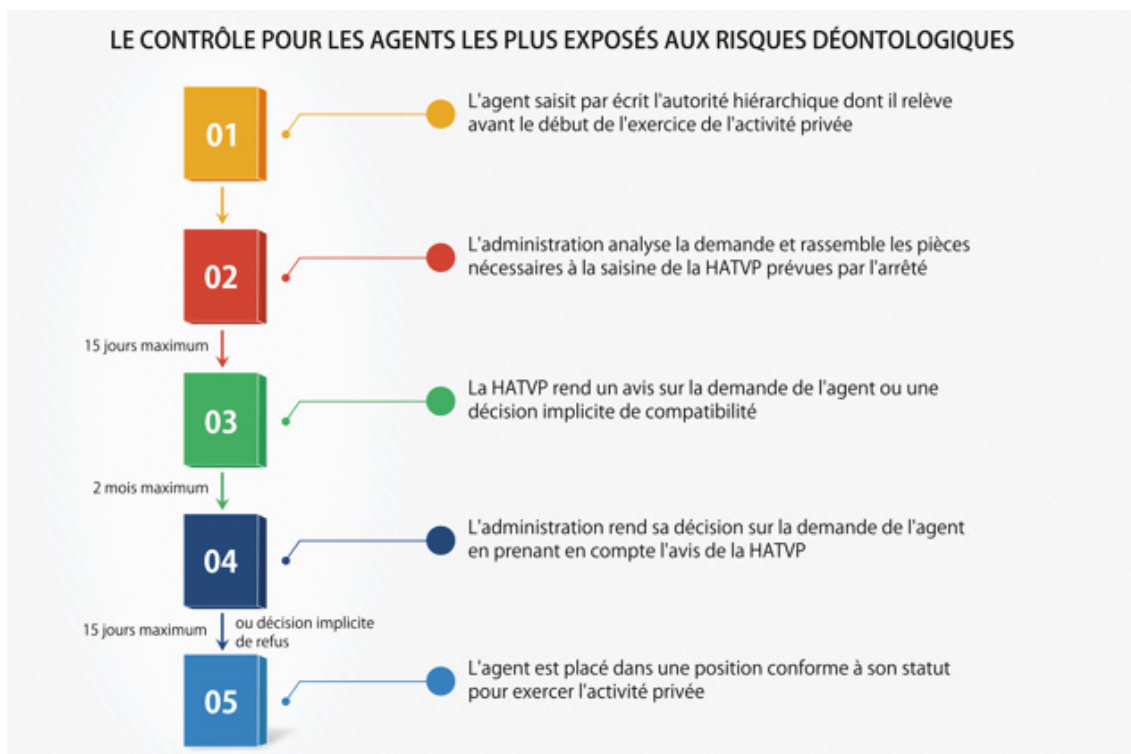 LE CONTRÔLE POUR LES AGENTS LES PLUS EXPOSÉS AUX RISQUES DÉONTOLOGIQUES
01
L'agent saisit par écrit l'autorité hiérarchique dont il relève
avant le début de l'exercice de l'activité privée
02
L'administration analyse la demande et rassemble les pièces
nécessaires à la saisine de la HATVP prévues par l'arrêté
15 jours maximum
03
La HATVP rend un avis sur la demande de l'agent ou une
décision implicite de compatibilité
2 mois maximum
04
L'administration rend sa décision sur la demande de l'agent
en prenant en compte l'avis de la HATVP
15 jours maximum
ou décision implicite
de refus
05
L'agent est placé dans une position conforme à son statut
pour exercer l'activité privée